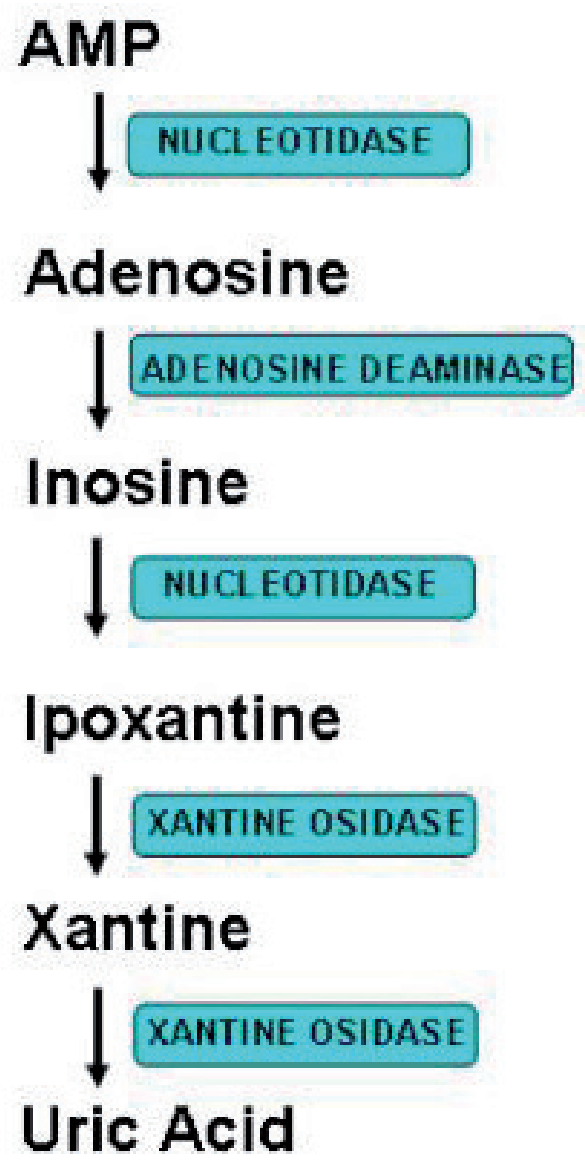 AMP
NUCLEOTIDASE
Adenosine
ADENOSINE DEAMINASE
Inosine
NUCLEOTIDASE
Ipoxantine
XANTINE OSIDASE
Xantine
XANTINE OSIDASE
Uric Acid